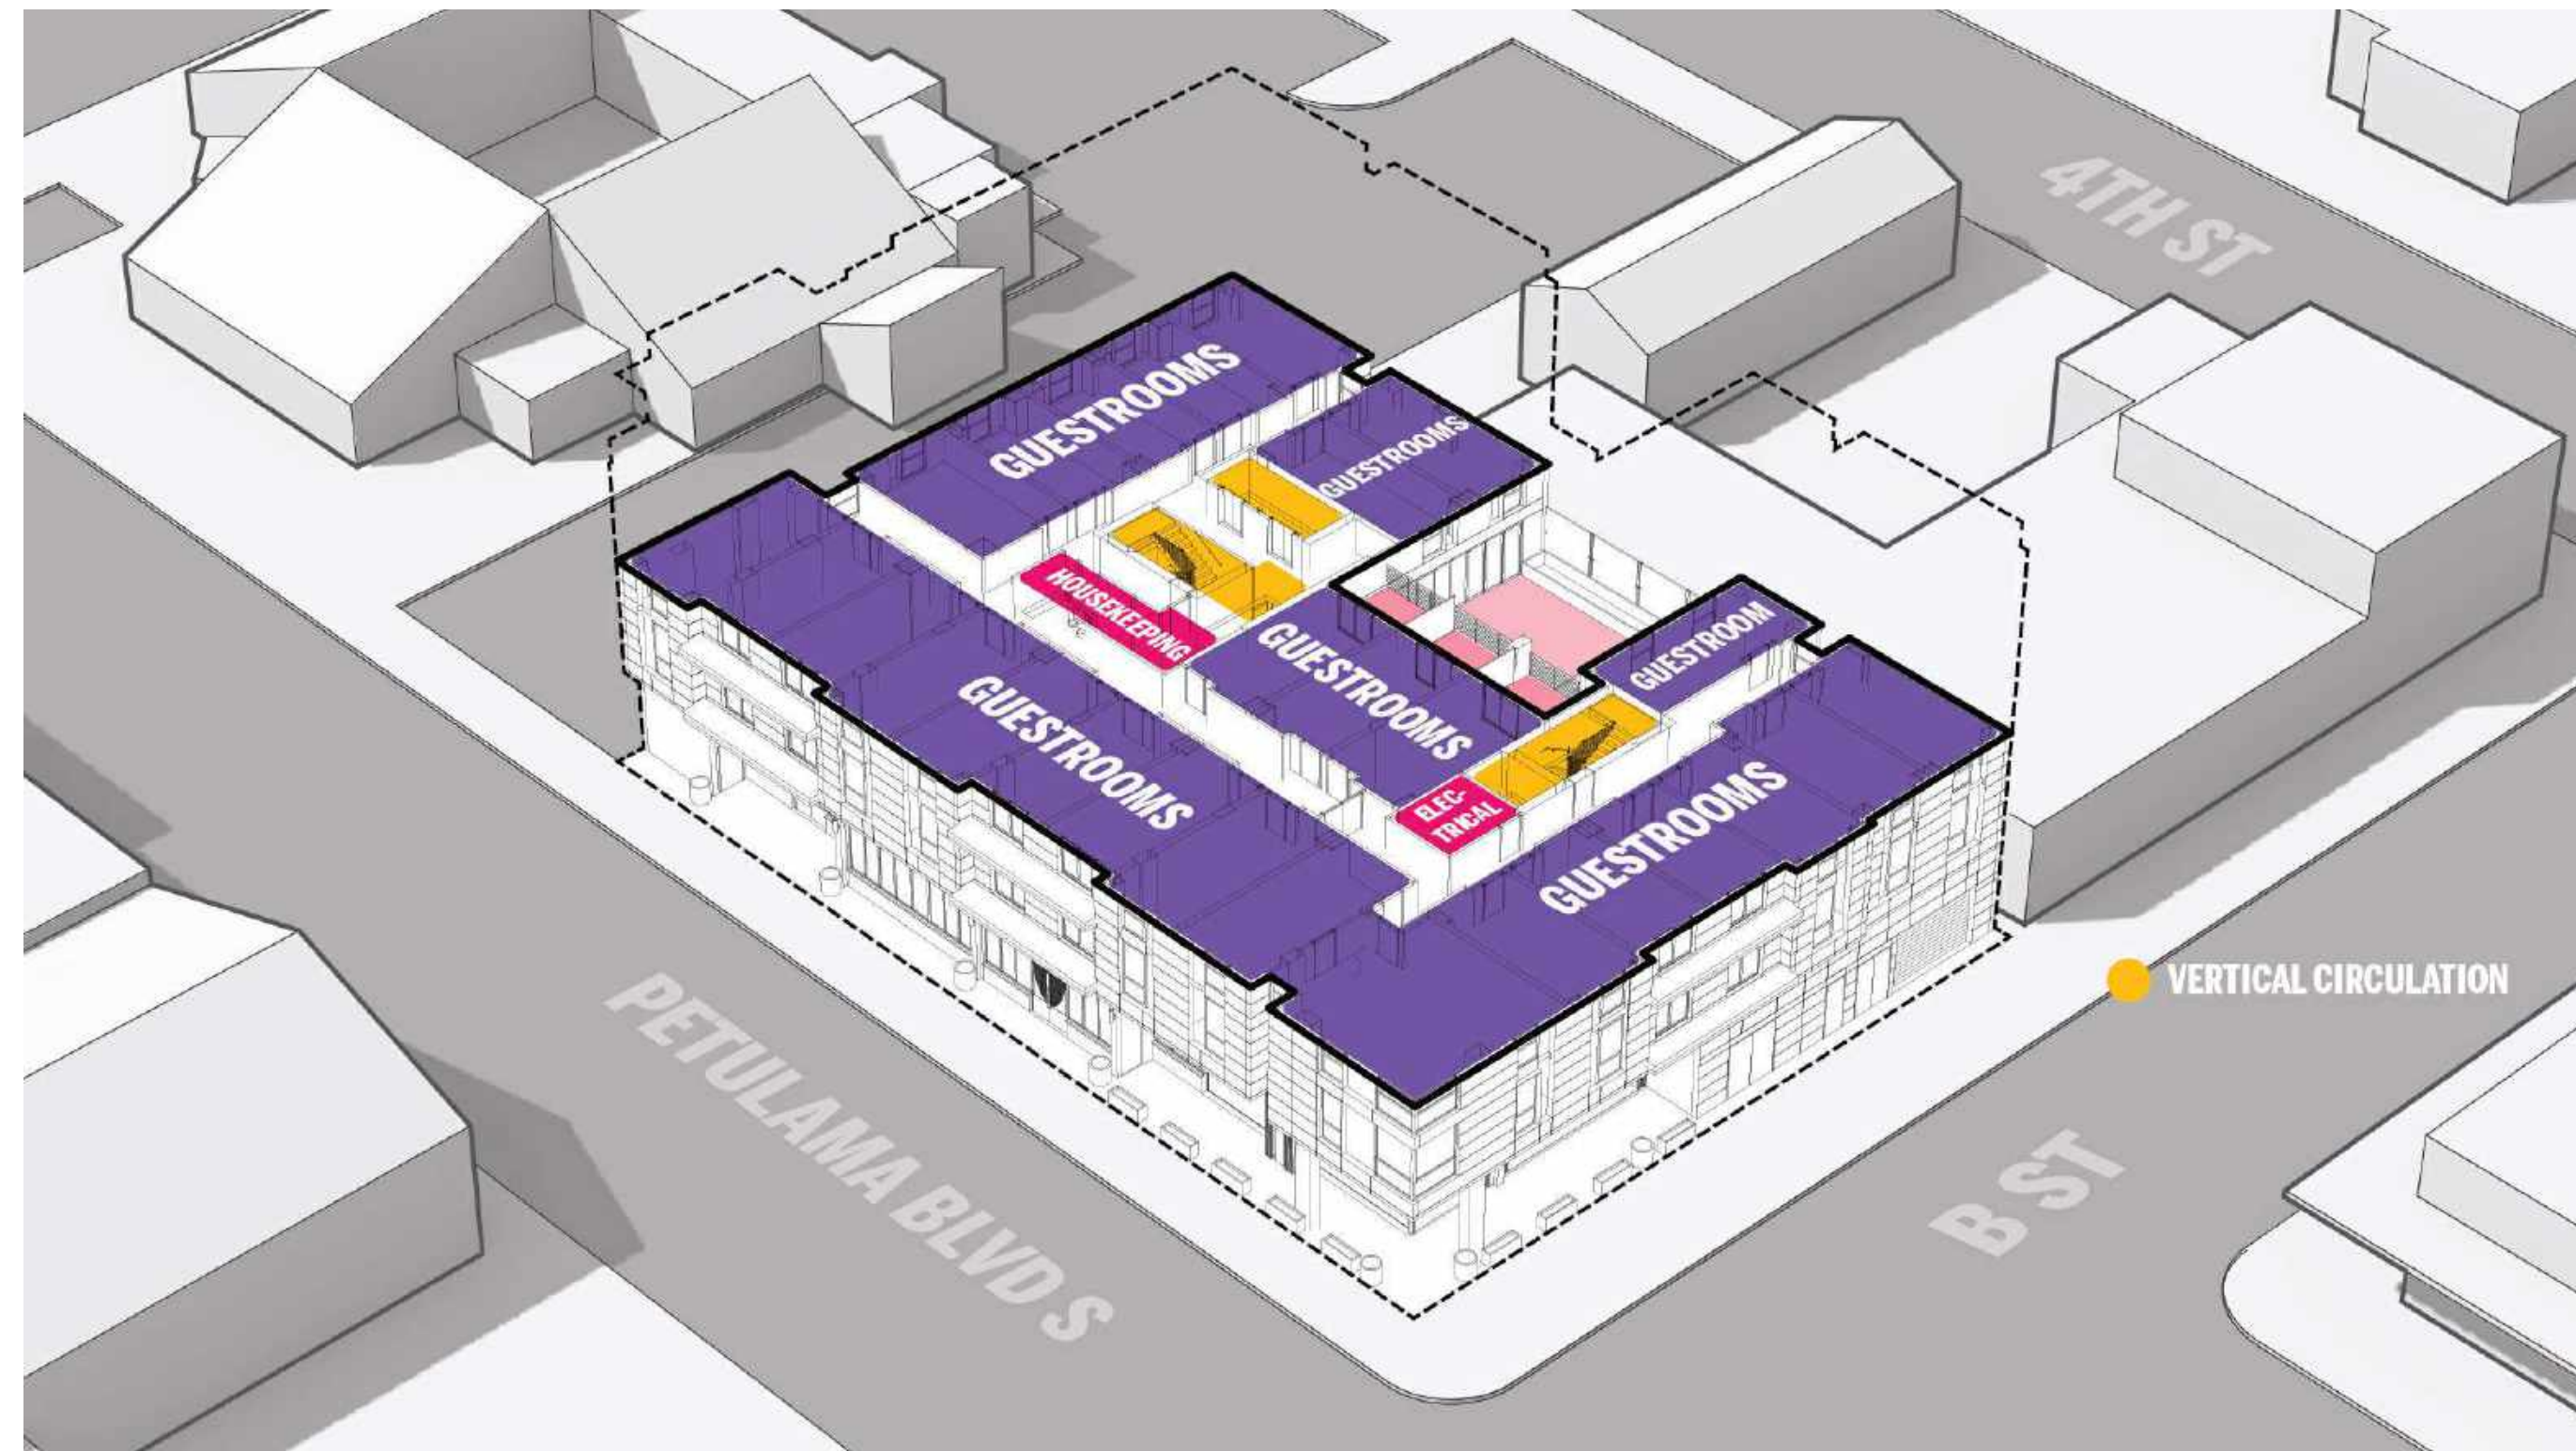 4TH ST
GUESTROOMS
GUESTROOMS
HOUSEKEEPING
GUESTROOMS
GUESTROOM
GUESTROOMS
ELEC-
TRICAL
GUESTROOMS
VERTICAL CIRCULATION
PETULAMA BLVD S
B ST